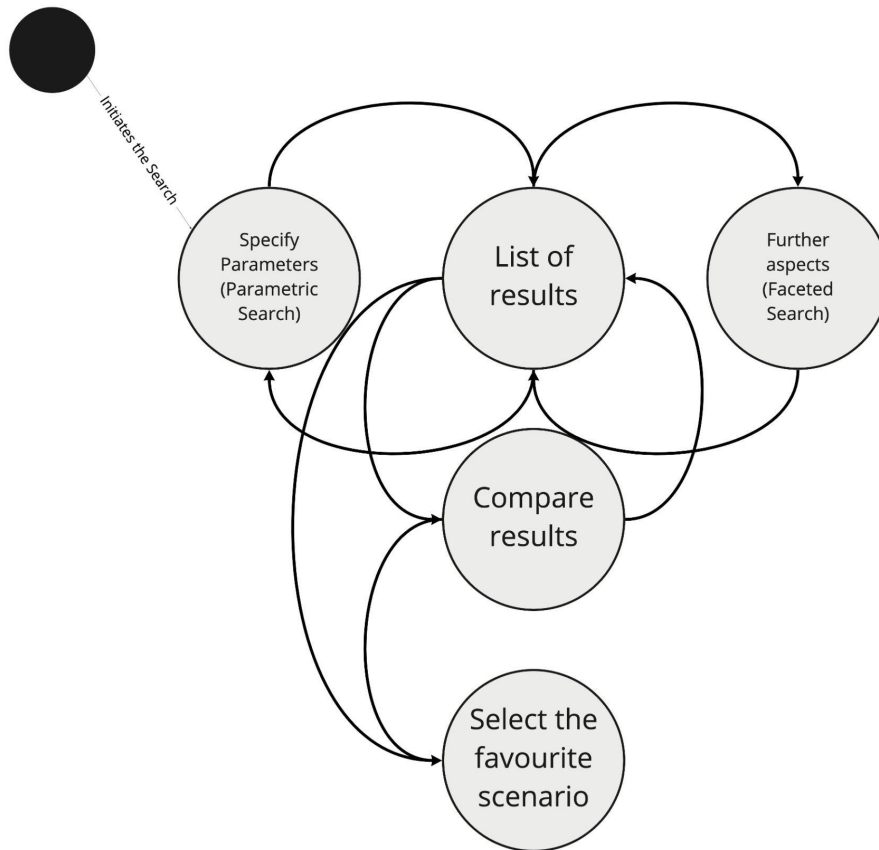 Initiates the Search
Specify
Parameters
(Parametric
Search)
List of
results
Further
aspects
(Faceted
Search)
Compare
results
Select the
favourite
scenario